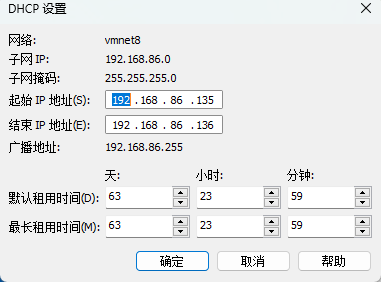 DHCP 设置
网络: vmnet8
子网 IP: 192.168.86.0
子网掩码: 255.255.255.0
起始 IP 地址(S): 192 .168 . 86 .135
结束 IP 地址(E): 192 .168 . 86 .136
广播地址: 192.168.86.255
天: 小时: 分钟:
默认租用时间(D): 63 23 59
最长租用时间(M): 63 23 59
确定 取消 帮助